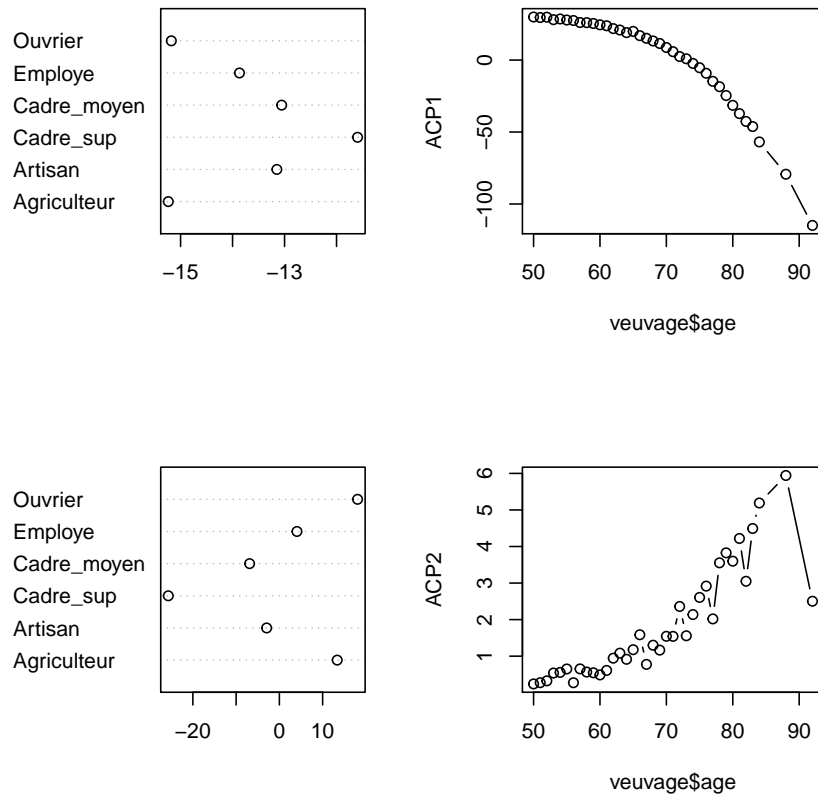 Ouvrier
Employe
Cadre_moyen
Cadre_sup
Artisan
Agriculteur
−15 −13
ACP1
0
−50
−100
50 60 70 80 90
veuvage$age
Ouvrier
Employe
Cadre_moyen
Cadre_sup
Artisan
Agriculteur
−20 0 10
ACP2
6
5
4
3
2
1
50 60 70 80 90
veuvage$age